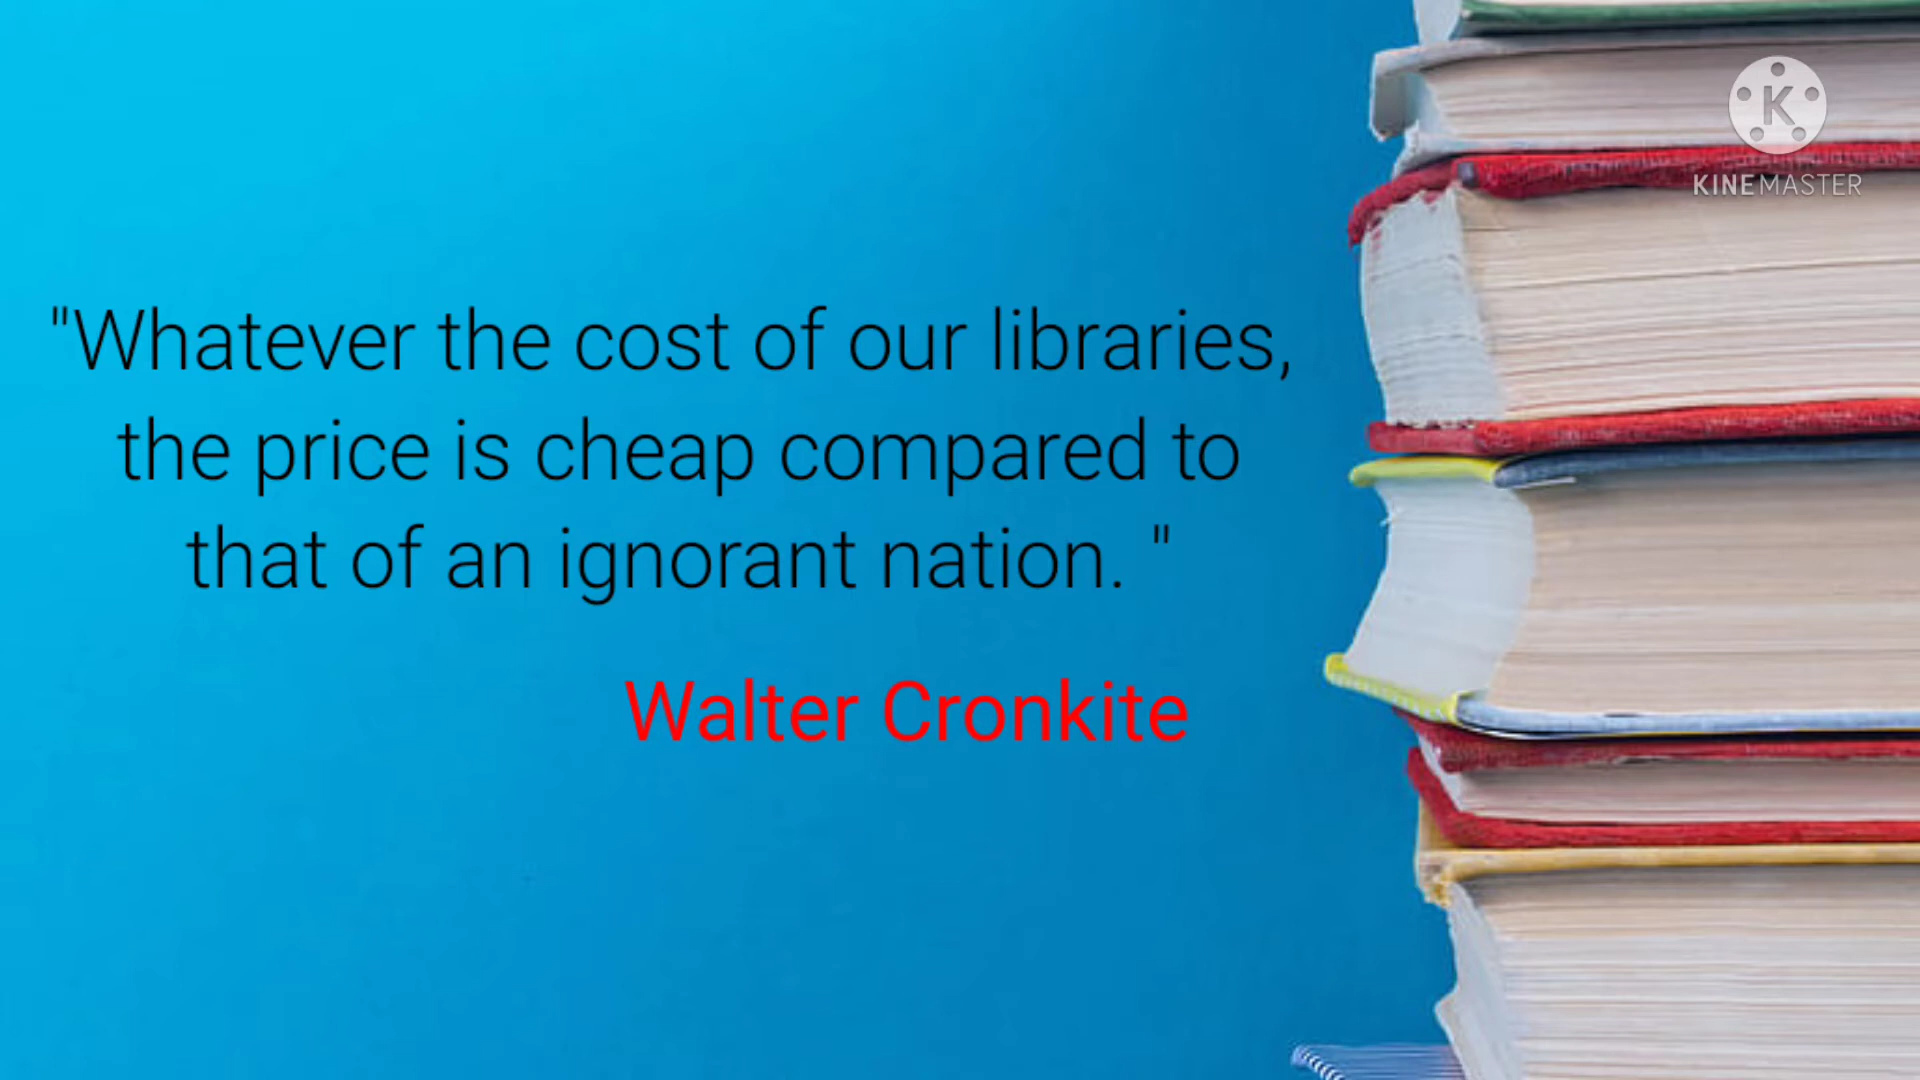 K
KINEMASTER
"Whatever the cost of our libraries,
the price is cheap compared to
that of an ignorant nation. "
Walter Cronkite